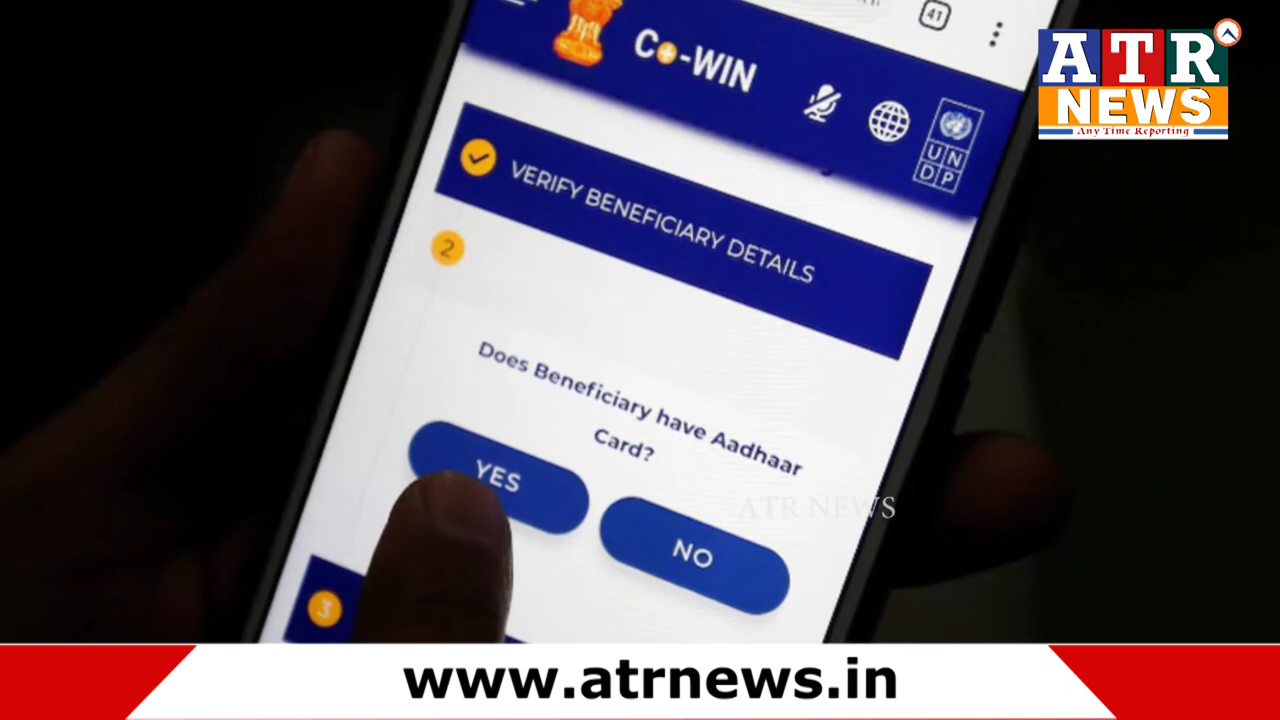 41
Co-WIN
UN
DP
ATR
NEWS
Any Time Reporting
VERIFY BENEFICIARY DETAILS
2
Does Beneficiary have Aadhaar
Card?
YES
NO
ATR NEWS
3
www.atrnews.in